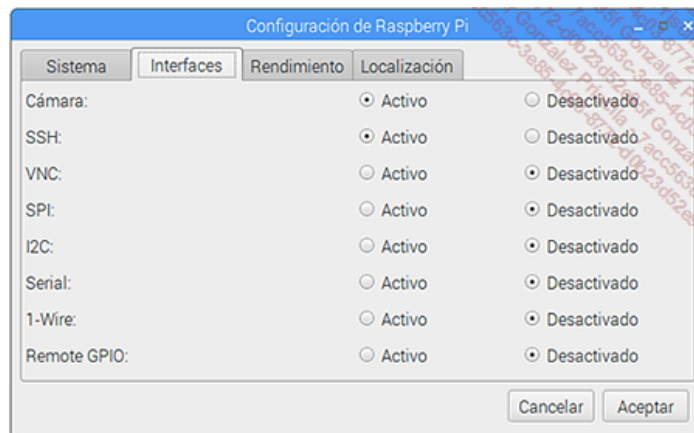 Configuración de Raspberry Pi
Sistema Interfaces Rendimiento Localización
Cámara: Activo Desactivado
SSH: Activo Desactivado
VNC: Activo Desactivado
SPI: Activo Desactivado
I2C: Activo Desactivado
Serial: Activo Desactivado
1-Wire: Activo Desactivado
Remote GPIO: Activo Desactivado
Cancelar Aceptar